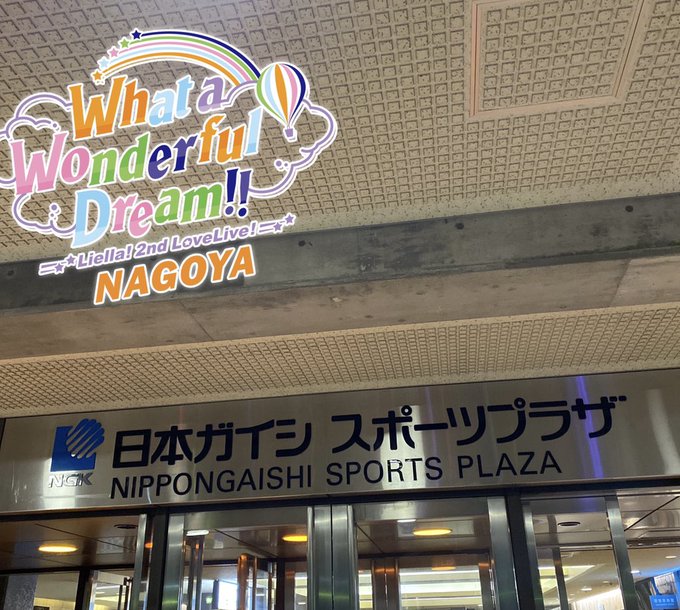 What a
Wonderful
Dream!!
Liella! 2nd LoveLive!
NAGOYA
日本ガイシ スポーツプラザ
NGK
NIPPONGAISHI SPORTS PLAZA